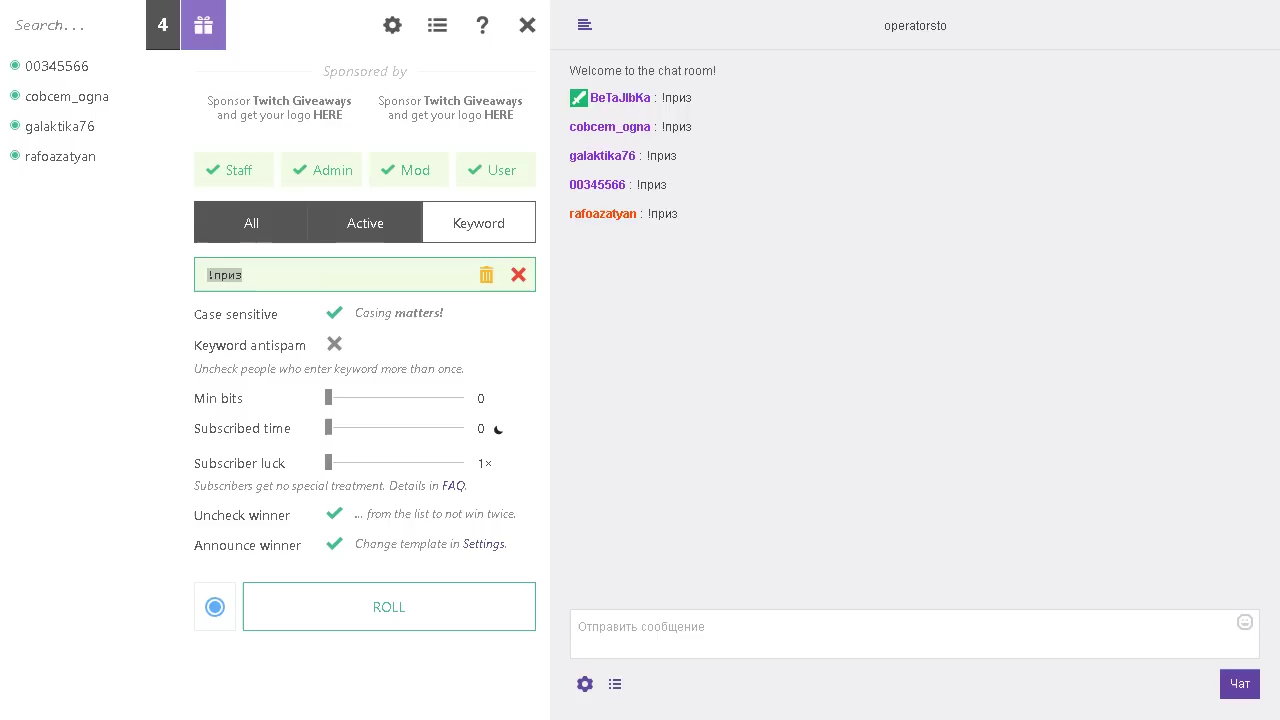 Search...
4
00345566
cobcem_ogna
galaktika76
rafoazatyan
Sponsored by
Sponsor Twitch Giveaways
and get your logo HERE
Sponsor Twitch Giveaways
and get your logo HERE
Staff
Admin
Mod
User
All
Active
Keyword
!приз
Case sensitive
Casing matters!
Keyword antispam
Uncheck people who enter keyword more than once.
Min bits
0
Subscribed time
0
Subscriber luck
1×
Subscribers get no special treatment. Details in FAQ.
Uncheck winner
... from the list to not win twice.
Announce winner
Change template in Settings.
ROLL
peratorsto
Welcome to the chat room!
BeTaJIbKa : !приз
cobcem_ogna : !приз
galaktika76 : !приз
00345566 : !приз
rafoazatyan : !приз
Отправить сообщение
Чат